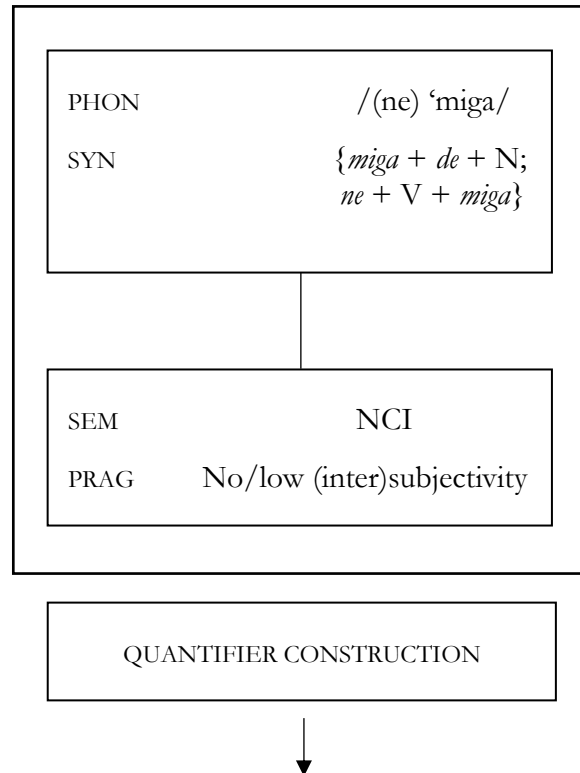 PHON /(ne) ‘miga/
SYN {miga + de + N;
ne + V + miga}
SEM NCI
PRAG No/low (inter)subjectivity
QUANTIFIER CONSTRUCTION